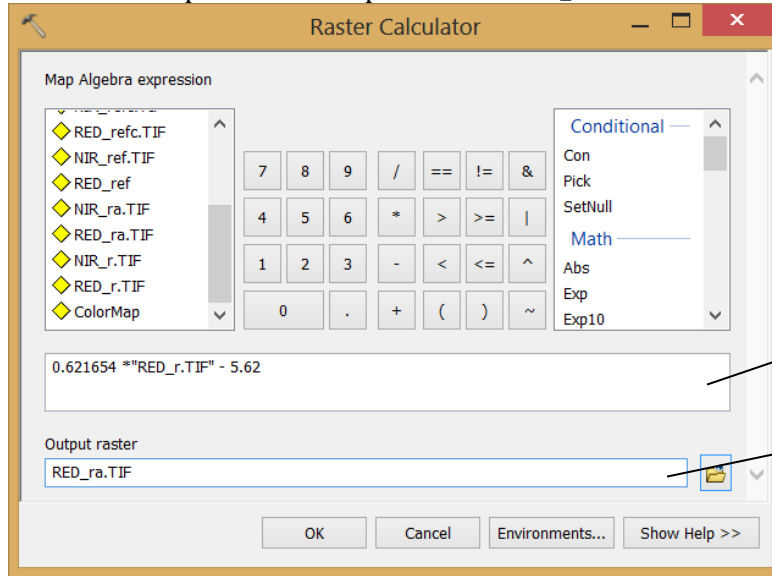 Raster Calculator
Map Algebra expression
RED_refc.TIF
NIR_ref.TIF
RED_ref
NIR_ra.TIF
RED_ra.TIF
NIR_r.TIF
RED_r.TIF
ColorMap
7 8 9 / == != &
4 5 6 * > >= |
1 2 3 - < <= ^
0 . + ( ) ~
Conditional
Con
Pick
SetNull
Math
Abs
Exp
Exp10
0.621654 *"RED_r.TIF" - 5.62
Output raster
RED_ra.TIF
OK Cancel Environments... Show Help >>